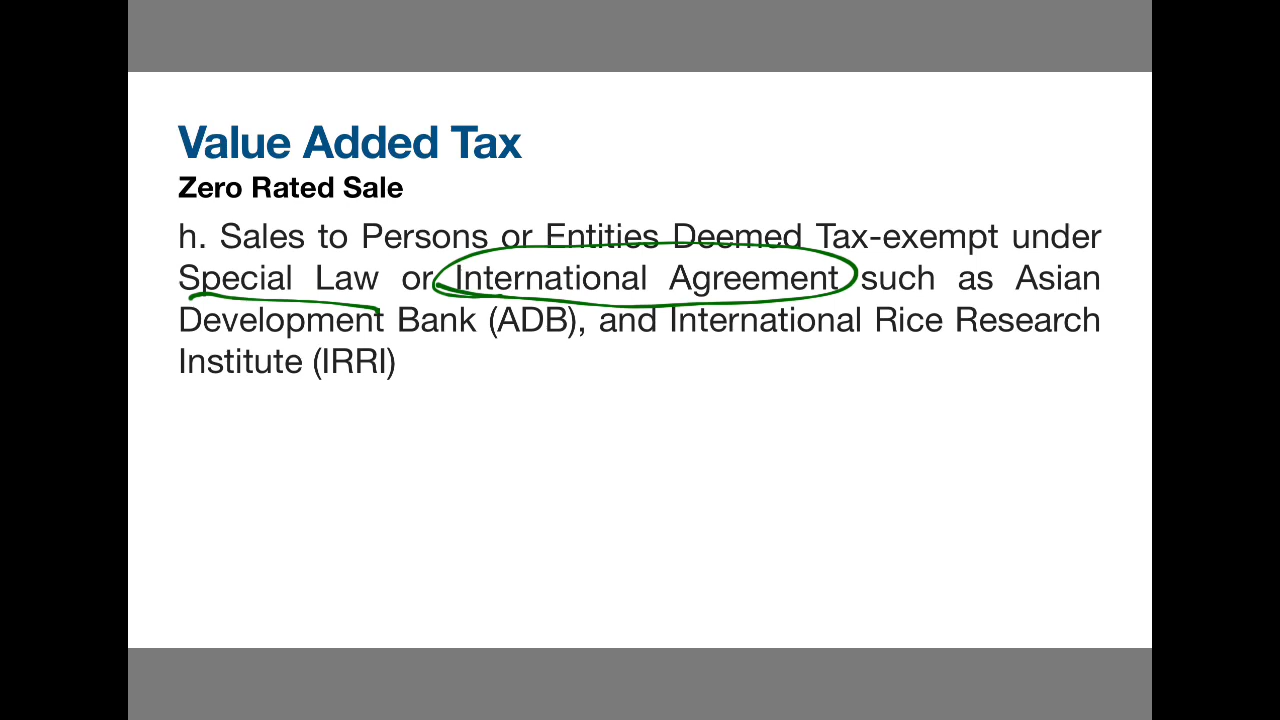 Value Added Tax
Zero Rated Sale
h. Sales to Persons or Entities Deemed Tax-exempt under
Special Law or International Agreement such as Asian
Development Bank (ADB), and International Rice Research
Institute (IRRI)